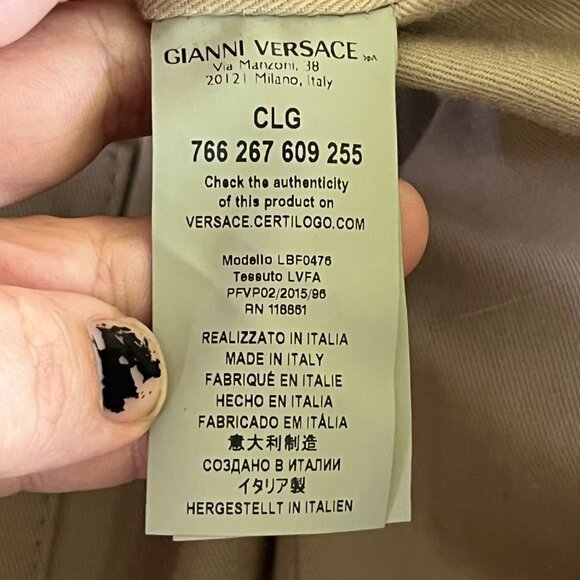 GIANNI VERSACE SpA
Via Manzoni, 38
20121 Milano, Italy
CLG
766 267 609 255
Check the authenticity
of this product on
VERSACE.CERTILOGO.COM
Modello LBF0476
Tessuto LVFA
PFVP02/2015/96
RN 118861
REALIZZATO IN ITALIA
MADE IN ITALY
FABRIQUÉ EN ITALIE
HECHO EN ITALIA
FABRICADO EM ITÁLIA
意大利制造
СОЗДАНО В ИТАЛИИ
イタリア製
HERGESTELLT IN ITALIEN